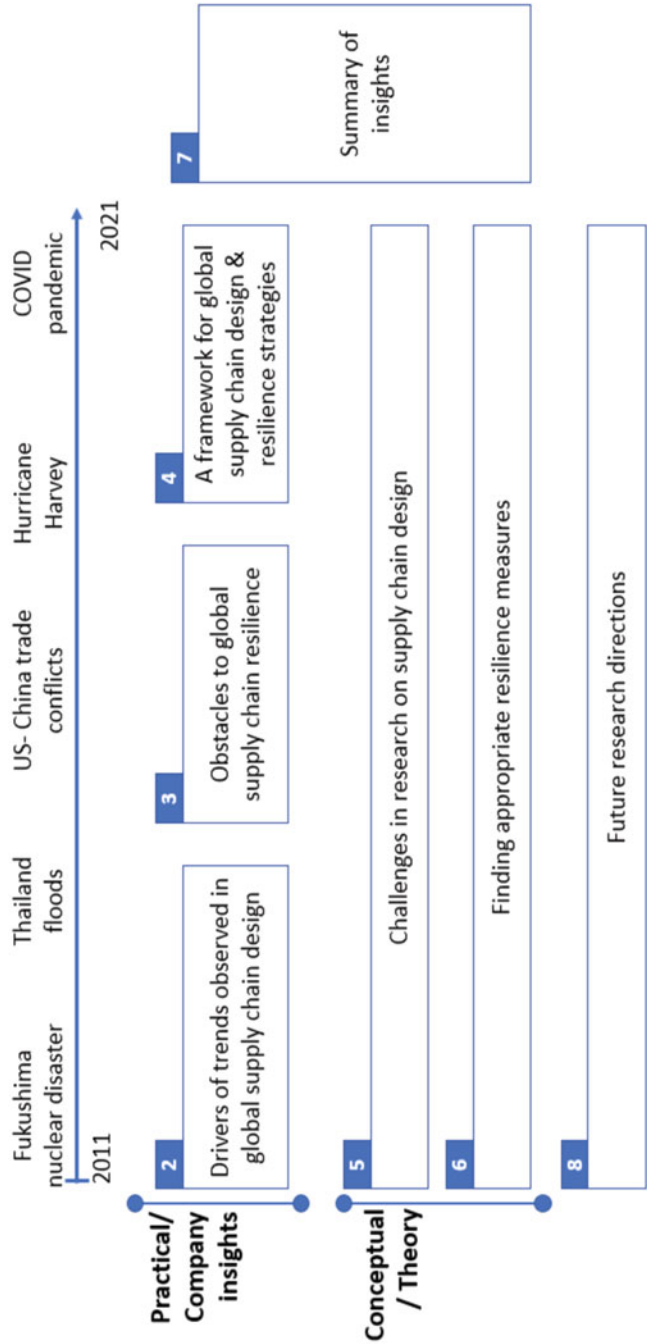 Fukushima
nuclear disaster
Thailand
floods
US- China trade
conflicts
Hurricane
Harvey
COVID
pandemic
2011
2021
Practical/
Company
insights
2
Drivers of trends observed in
global supply chain design
3
Obstacles to global
supply chain resilience
4
A framework for global
supply chain design &
resilience strategies
7
Summary of
insights
Conceptual
/ Theory
5
Challenges in research on supply chain design
6
Finding appropriate resilience measures
8
Future research directions